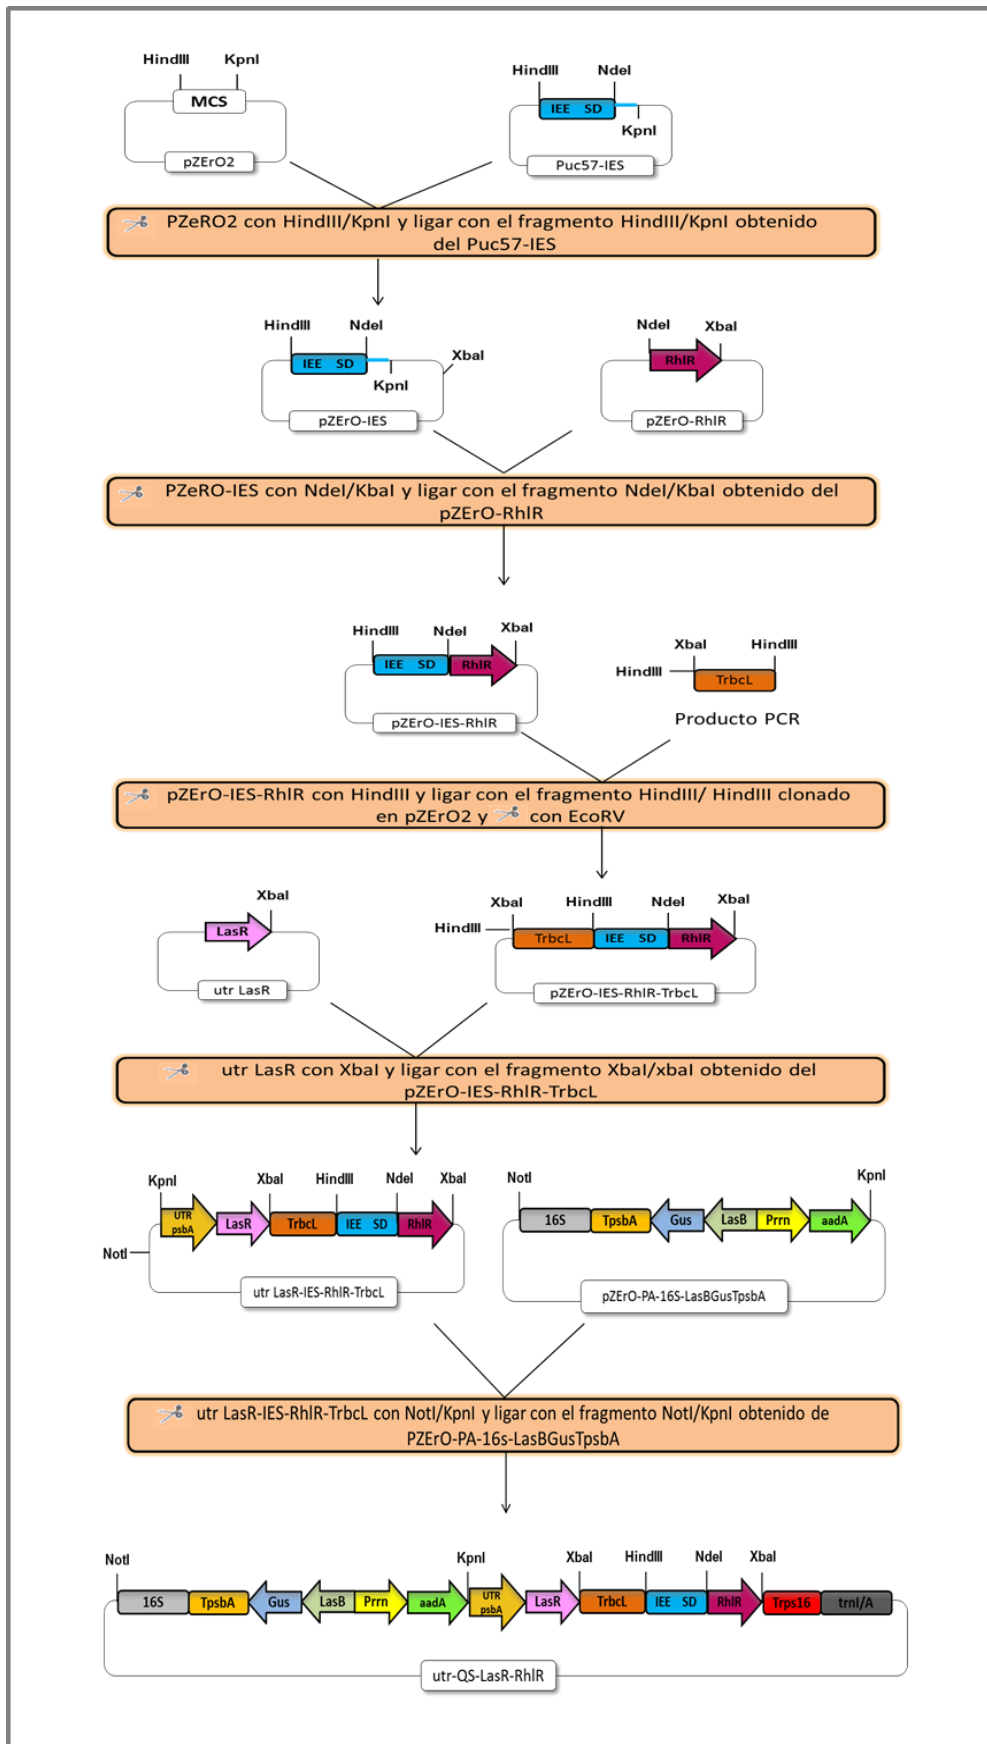 HindIII KpnI
MCS
pZErO2
HindIII NdeI
IEE SD
KpnI
Puc57-IES
PZeRO2 con HindIII/KpnI y ligar con el fragmento HindIII/KpnI obtenido
del Puc57-IES
HindIII NdeI
IEE SD
KpnI
XbaI
pZErO-IES
NdeI XbaI
RhlR
pZErO-RhlR
PZeRO-IES con NdeI/KbaI y ligar con el fragmento NdeI/KbaI obtenido del
pZErO-RhlR
HindIII NdeI XbaI
IEE SD RhlR
pZErO-IES-RhlR
XbaI HindIII
HindIII
TrbcL
Producto PCR
pZErO-IES-RhlR con HindIII y ligar con el fragmento HindIII/ HindIII clonado
en pZErO2 y con EcoRV
XbaI
LasR
utr LasR
XbaI HindIII NdeI XbaI
HindIII
TrbcL IEE SD RhlR
pZErO-IES-RhlR-TrbcL
utr LasR con XbaI y ligar con el fragmento XbaI/xbaI obtenido del
pZErO-IES-RhlR-TrbcL
KpnI XbaI HindIII NdeI XbaI
UTR
psbA LasR TrbcL IEE SD RhlR
NotI
utr LasR-IES-RhlR-TrbcL
NotI KpnI
16S TpsbA Gus LasB Prrn aadA
pZErO-PA-16S-LasBGusTpsbA
utr LasR-IES-RhlR-TrbcL con NotI/KpnI y ligar con el fragmento NotI/KpnI obtenido de
PZErO-PA-16s-LasBGusTpsbA
NotI KpnI XbaI HindIII NdeI XbaI
16S TpsbA Gus LasB Prrn aadA UTR
psbA LasR TrbcL IEE SD RhlR Trps16 trnI/A
utr-QS-LasR-RhlR